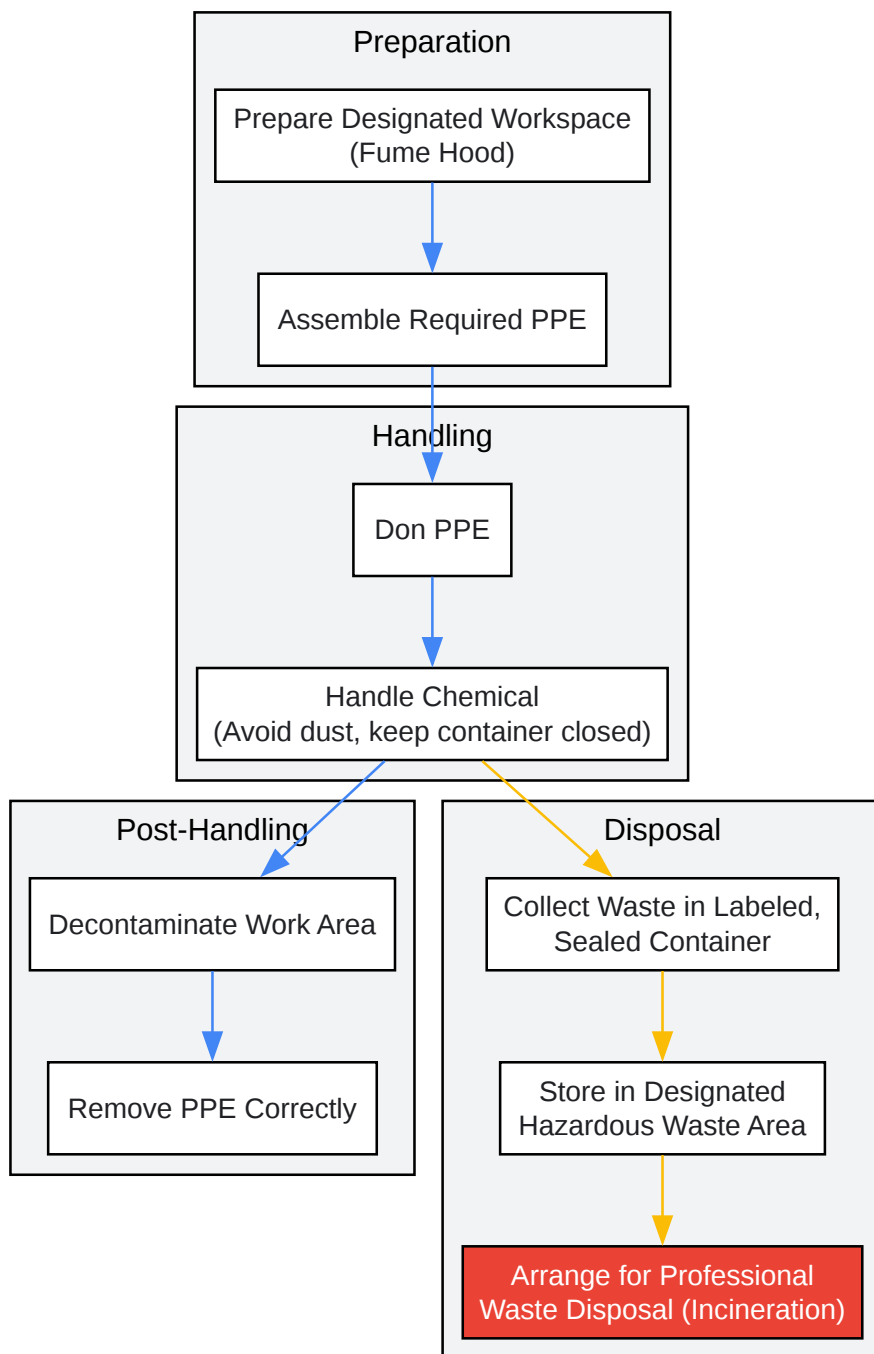 Preparation
Prepare Designated Workspace
(Fume Hood)
Assemble Required PPE
Handling
Don PPE
Handle Chemical
(Avoid dust, keep container closed)
Post-Handling
Decontaminate Work Area
Remove PPE Correctly
Disposal
Collect Waste in Labeled,
Sealed Container
Store in Designated
Hazardous Waste Area
Arrange for Professional
Waste Disposal (Incineration)